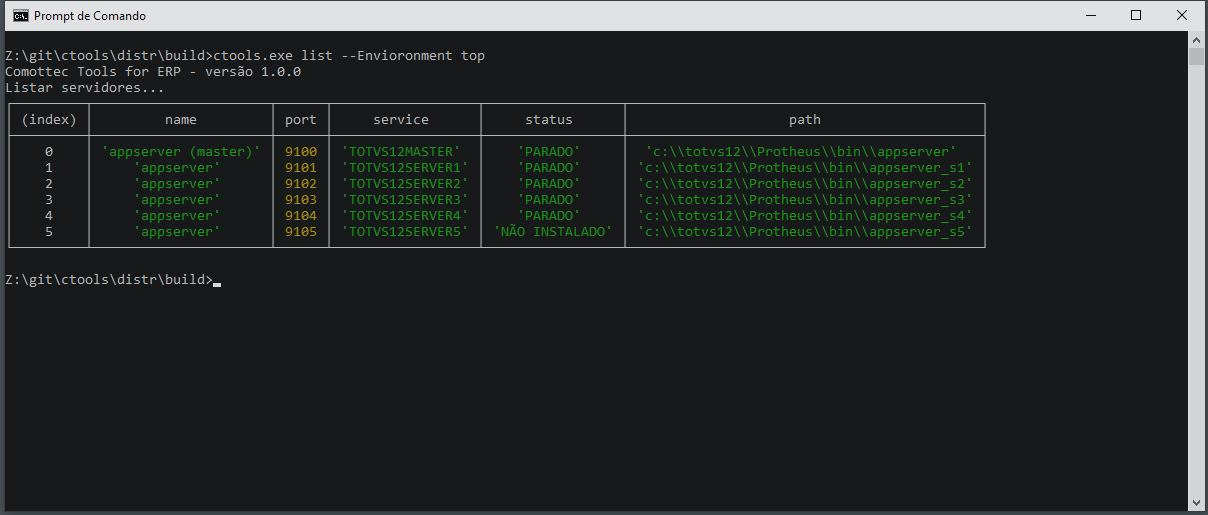 Prompt de Comando
Z:\git\ctools\distr\build>ctools.exe list --Envioronment top
Comottec Tools for ERP - versão 1.0.0
Listar servidores...
(index) name port service status path
0 'appserver (master)' 9100 'TOTVS12MASTER' 'PARADO' 'c:\\totvs12\\Protheus\\bin\\appserver'
1 'appserver' 9101 'TOTVS12SERVER1' 'PARADO' 'c:\\totvs12\\Protheus\\bin\\appserver_s1'
2 'appserver' 9102 'TOTVS12SERVER2' 'PARADO' 'c:\\totvs12\\Protheus\\bin\\appserver_s2'
3 'appserver' 9103 'TOTVS12SERVER3' 'PARADO' 'c:\\totvs12\\Protheus\\bin\\appserver_s3'
4 'appserver' 9104 'TOTVS12SERVER4' 'PARADO' 'c:\\totvs12\\Protheus\\bin\\appserver_s4'
5 'appserver' 9105 'TOTVS12SERVER5' 'NÃO INSTALADO' 'c:\\totvs12\\Protheus\\bin\\appserver_s5'
Z:\git\ctools\distr\build>